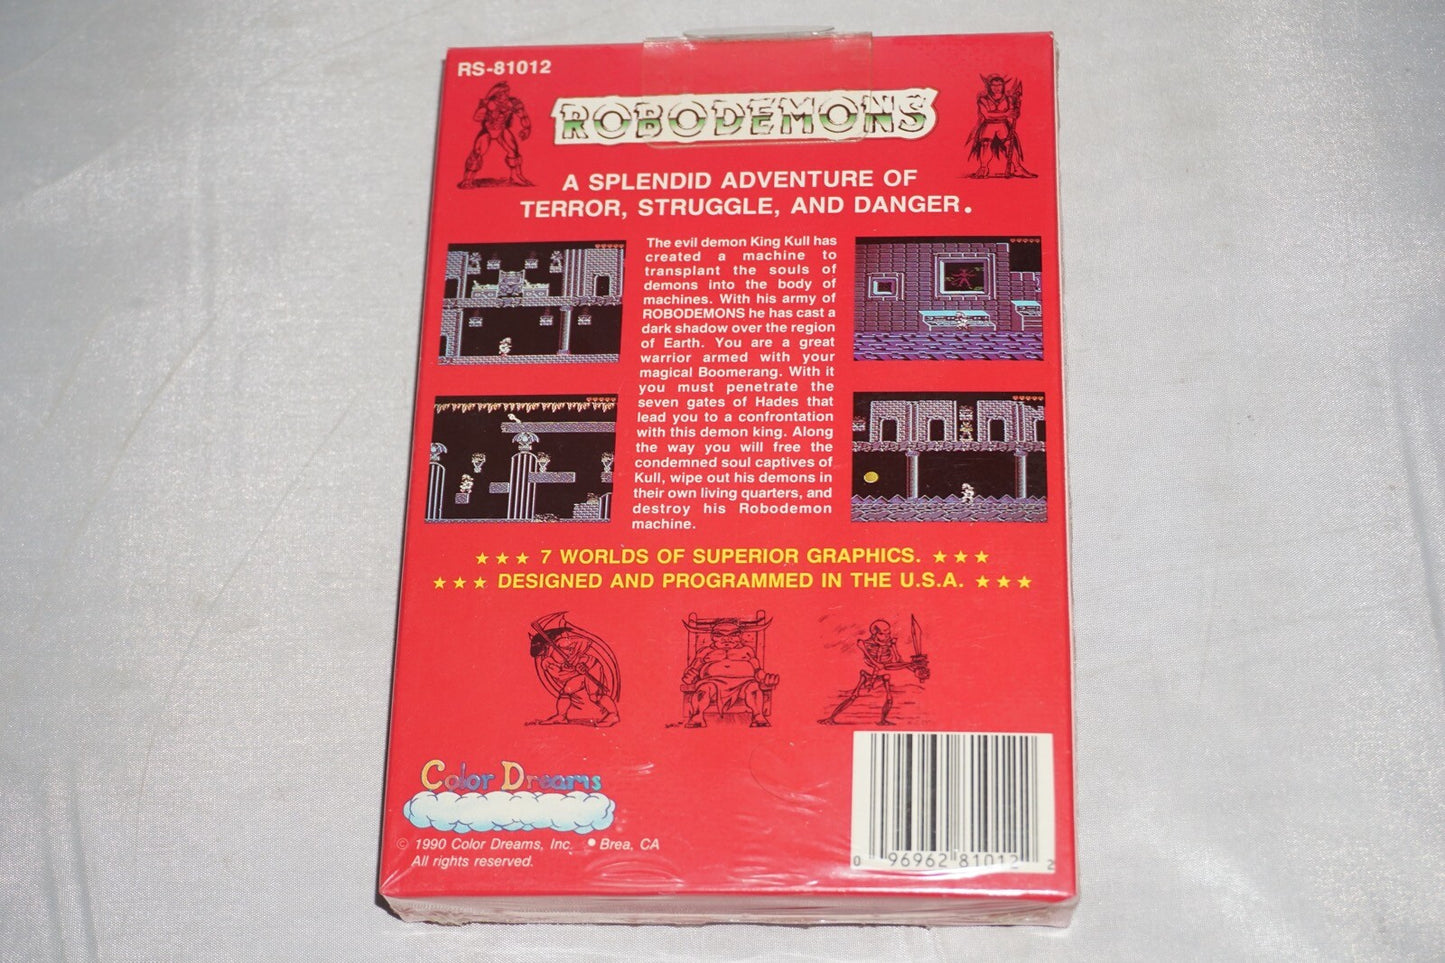 RS-81012
ROBODEMONS
A SPLENDID ADVENTURE OF
TERROR, STRUGGLE, AND DANGER.
The evil demon King Kull has
created a machine to
transplant the souls of
demons into the body of
machines. With his army of
ROBODEMONS he has cast a
dark shadow over the region
of Earth. You are a great
warrior armed with your
magical Boomerang. With it
you must penetrate the
seven gates of Hades that
lead you to a confrontation
with this demon king. Along
the way you will free the
condemned soul captives of
Kull, wipe out his demons in
their own living quarters, and
destroy his Robodemon
machine.
★★★ 7 WORLDS OF SUPERIOR GRAPHICS. ★★★
★★★ DESIGNED AND PROGRAMMED IN THE U.S.A. ★★★
Color Dreams
© 1990 Color Dreams, Inc. • Brea, CA
All rights reserved.
0 96962 81012 2